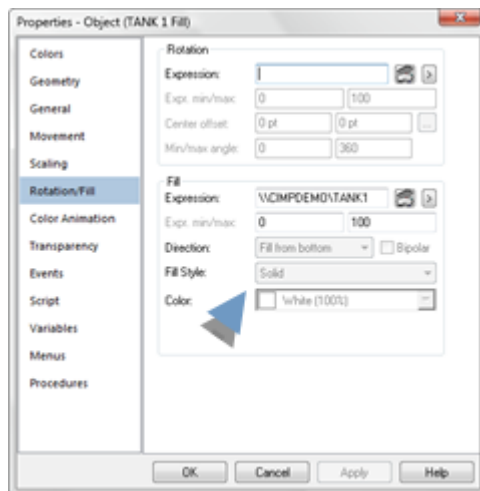 Properties - Object (TANK 1 Fill)
Colors
Geometry
General
Movement
Scaling
Rotation/Fill
Color Animation
Transparency
Events
Script
Variables
Menus
Procedures
Rotation
Expression:
Expr. min/max: 0 100
Center offset: 0 pt 0 pt ...
Min/max angle: 0 360
Fill
Expression: \\CIMPDEMO\TANK1
Expr. min/max: 0 100
Direction: Fill from bottom Bipolar
Fill Style: Solid
Color: White (100%)
OK Cancel Apply Help